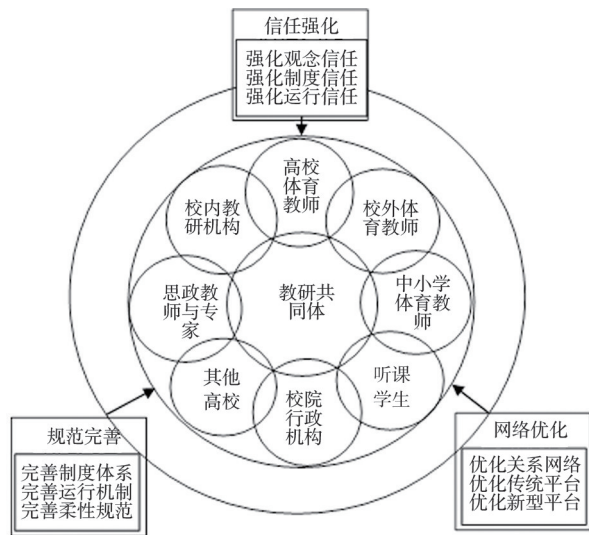 信任强化
强化观念信任
强化制度信任
强化运行信任
高校
体育
教师
校内教
研机构
校外体
育教师
思政教
师与专
家
教研共
同体
中小学
体育教
师
其他
高校
校院
行政
机构
听课
学生
规范完善
完善制度体系
完善运行机制
完善柔性规范
网络优化
优化关系网络
优化传统平台
优化新型平台